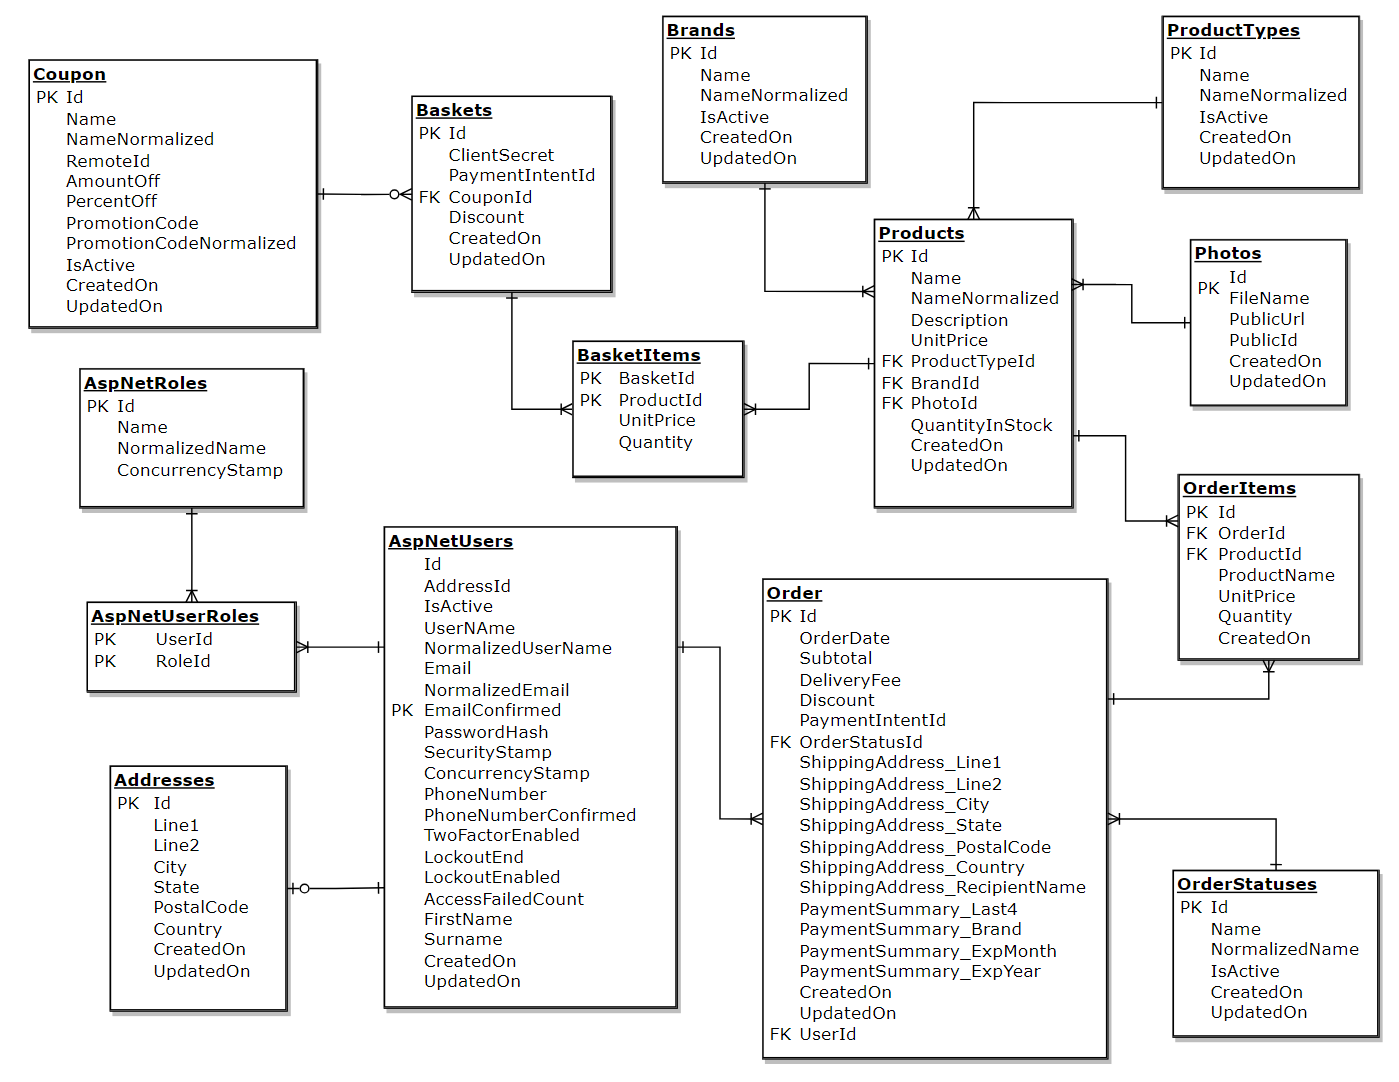 Coupon
PK Id
Name
NameNormalized
RemoteId
AmountOff
PercentOff
PromotionCode
PromotionCodeNormalized
IsActive
CreatedOn
UpdatedOn
Baskets
PK Id
ClientSecret
PaymentIntentId
FK CouponId
Discount
CreatedOn
UpdatedOn
Brands
PK Id
Name
NameNormalized
IsActive
CreatedOn
UpdatedOn
ProductTypes
PK Id
Name
NameNormalized
IsActive
CreatedOn
UpdatedOn
Products
PK Id
Name
NameNormalized
Description
UnitPrice
FK ProductTypeId
FK BrandId
FK PhotoId
QuantityInStock
CreatedOn
UpdatedOn
Photos
PK Id
FileName
PublicUrl
PublicId
CreatedOn
UpdatedOn
BasketItems
PK BasketId
PK ProductId
UnitPrice
Quantity
AspNetRoles
PK Id
Name
NormalizedName
ConcurrencyStamp
OrderItems
PK Id
FK OrderId
FK ProductId
ProductName
UnitPrice
Quantity
CreatedOn
AspNetUsers
Id
AddressId
IsActive
UserNAme
NormalizedUserName
Email
NormalizedEmail
PK EmailConfirmed
PasswordHash
SecurityStamp
ConcurrencyStamp
PhoneNumber
PhoneNumberConfirmed
TwoFactorEnabled
LockoutEnd
LockoutEnabled
AccessFailedCount
FirstName
Surname
CreatedOn
UpdatedOn
AspNetUserRoles
PK UserId
PK RoleId
Order
PK Id
OrderDate
Subtotal
DeliveryFee
Discount
PaymentIntentId
FK OrderStatusId
ShippingAddress_Line1
ShippingAddress_Line2
ShippingAddress_City
ShippingAddress_State
ShippingAddress_PostalCode
ShippingAddress_Country
ShippingAddress_RecipientName
PaymentSummary_Last4
PaymentSummary_Brand
PaymentSummary_ExpMonth
PaymentSummary_ExpYear
CreatedOn
UpdatedOn
FK UserId
Addresses
PK Id
Line1
Line2
City
State
PostalCode
Country
CreatedOn
UpdatedOn
OrderStatuses
PK Id
Name
NormalizedName
IsActive
CreatedOn
UpdatedOn